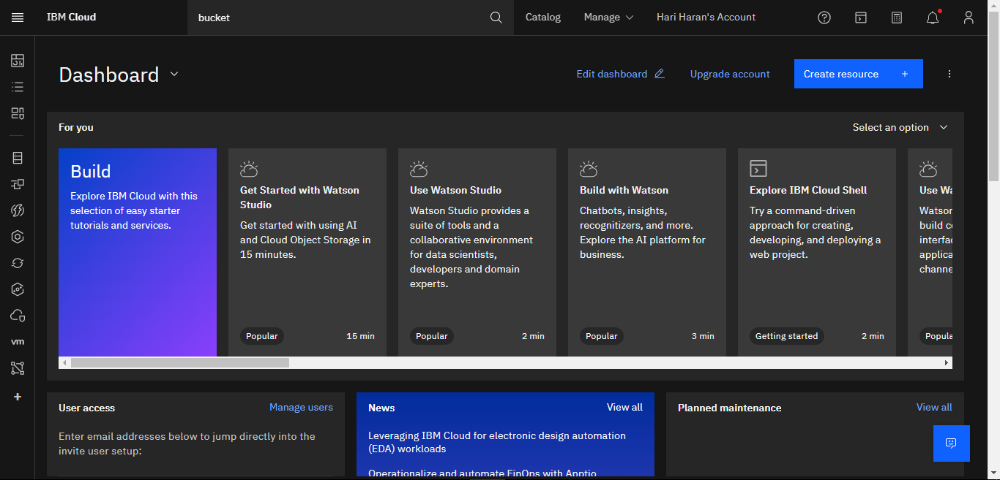 IBM Cloud
bucket
Catalog
Manage
Hari Haran's Account
Dashboard
Edit dashboard
Upgrade account
Create resource +
For you
Select an option
Build
Explore IBM Cloud with this
selection of easy starter
tutorials and services.
Get Started with Watson
Studio
Get started with using AI
and Cloud Object Storage in
15 minutes.
Popular
15 min
Use Watson Studio
Watson Studio provides a
suite of tools and a
collaborative environment
for data scientists,
developers and domain
experts.
Popular
2 min
Build with Watson
Chatbots, insights,
recognitizers, and more.
Explore the AI platform for
business.
Popular
3 min
Explore IBM Cloud Shell
Try a command-driven
approach for creating,
developing, and deploying a
web project.
Getting started
2 min
Use Wa
Watson
build co
interfac
applica
channe
Popula
vm
User access
Manage users
Enter email addresses below to jump directly into the
invite user setup:
News
View all
Leveraging IBM Cloud for electronic design automation
(EDA) workloads
Operationalize and automate FinOps with Apptio
Planned maintenance
View all